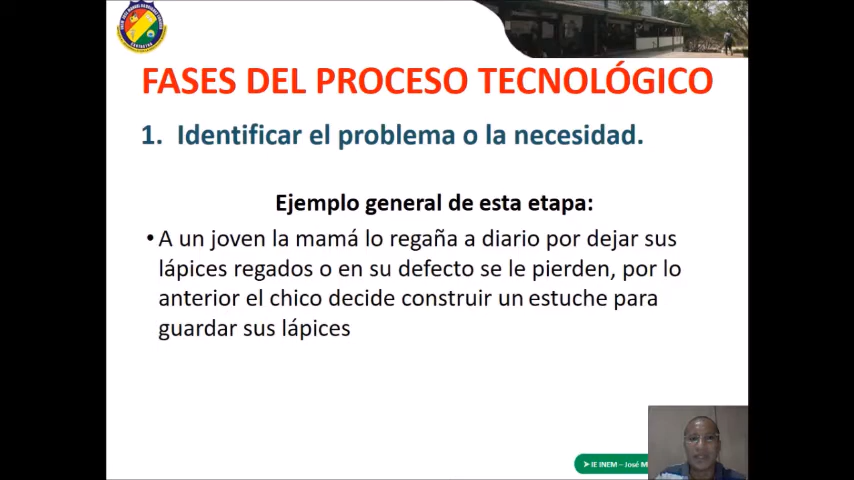 FASES DEL PROCESO TECNOLÓGICO
1. Identificar el problema o la necesidad.
Ejemplo general de esta etapa:
• A un joven la mamá lo regaña a diario por dejar sus
lápices regados o en su defecto se le pierden, por lo
anterior el chico decide construir un estuche para
guardar sus lápices
➤ IE INEM – José M